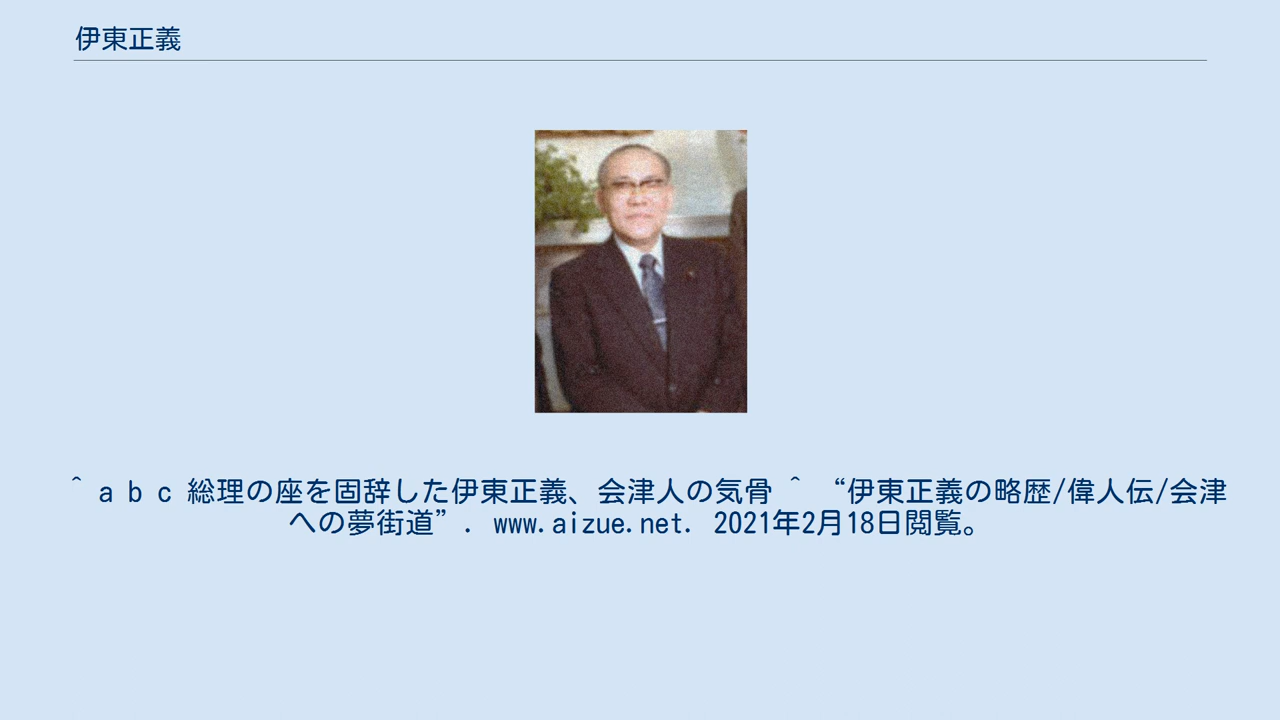 伊東正義
^ a b c 総理の座を固辞した伊東正義、会津人の気骨 ^ “伊東正義の略歴/偉人伝/会津
への夢街道”. www.aizue.net. 2021年2月18日閲覧。